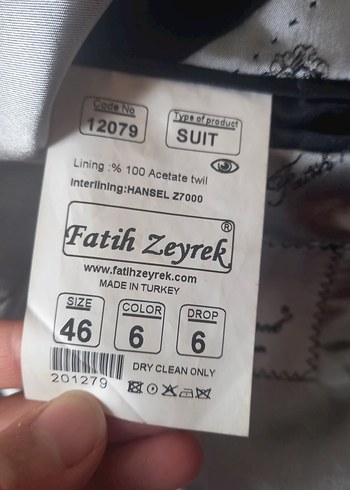 Code No
12079
Type of product
SUIT
Lining :% 100 Acetate twil
Interlining:HANSEL Z7000
Fatih Zeyrek®
www.fatihzeyrek.com
MADE IN TURKEY
SIZE
46
COLOR
6
DROP
6
DRY CLEAN ONLY
201279